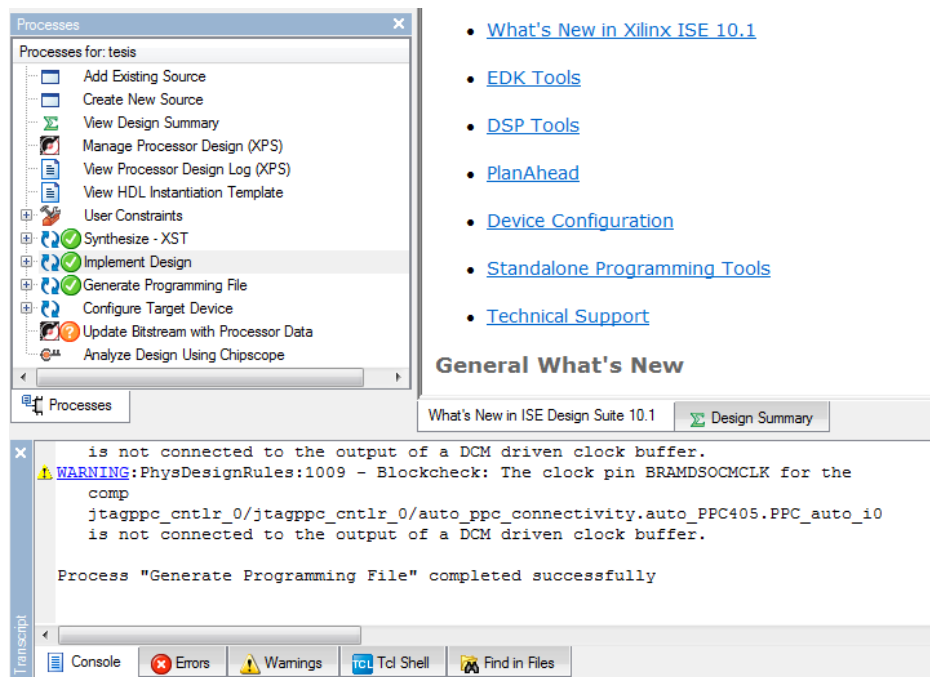 Processes
Processes for: tesis
Add Existing Source
Create New Source
View Design Summary
Manage Processor Design (XPS)
View Processor Design Log (XPS)
View HDL Instantiation Template
User Constraints
Synthesize - XST
Implement Design
Generate Programming File
Configure Target Device
Update Bitstream with Processor Data
Analyze Design Using Chipscope
Processes
What's New in Xilinx ISE 10.1
EDK Tools
DSP Tools
PlanAhead
Device Configuration
Standalone Programming Tools
Technical Support
General What's New
What's New in ISE Design Suite 10.1
Design Summary
is not connected to the output of a DCM driven clock buffer.
WARNING:PhysDesignRules:1009 - Blockcheck: The clock pin BRAMDSOCMCLK for the
comp
jtagppc_cntlr_0/jtagppc_cntlr_0/auto_ppc_connectivity.auto_PPC405.PPC_auto_i0
is not connected to the output of a DCM driven clock buffer.
Process "Generate Programming File" completed successfully
Transcript
Console
Errors
Warnings
TCL Tcl Shell
Find in Files